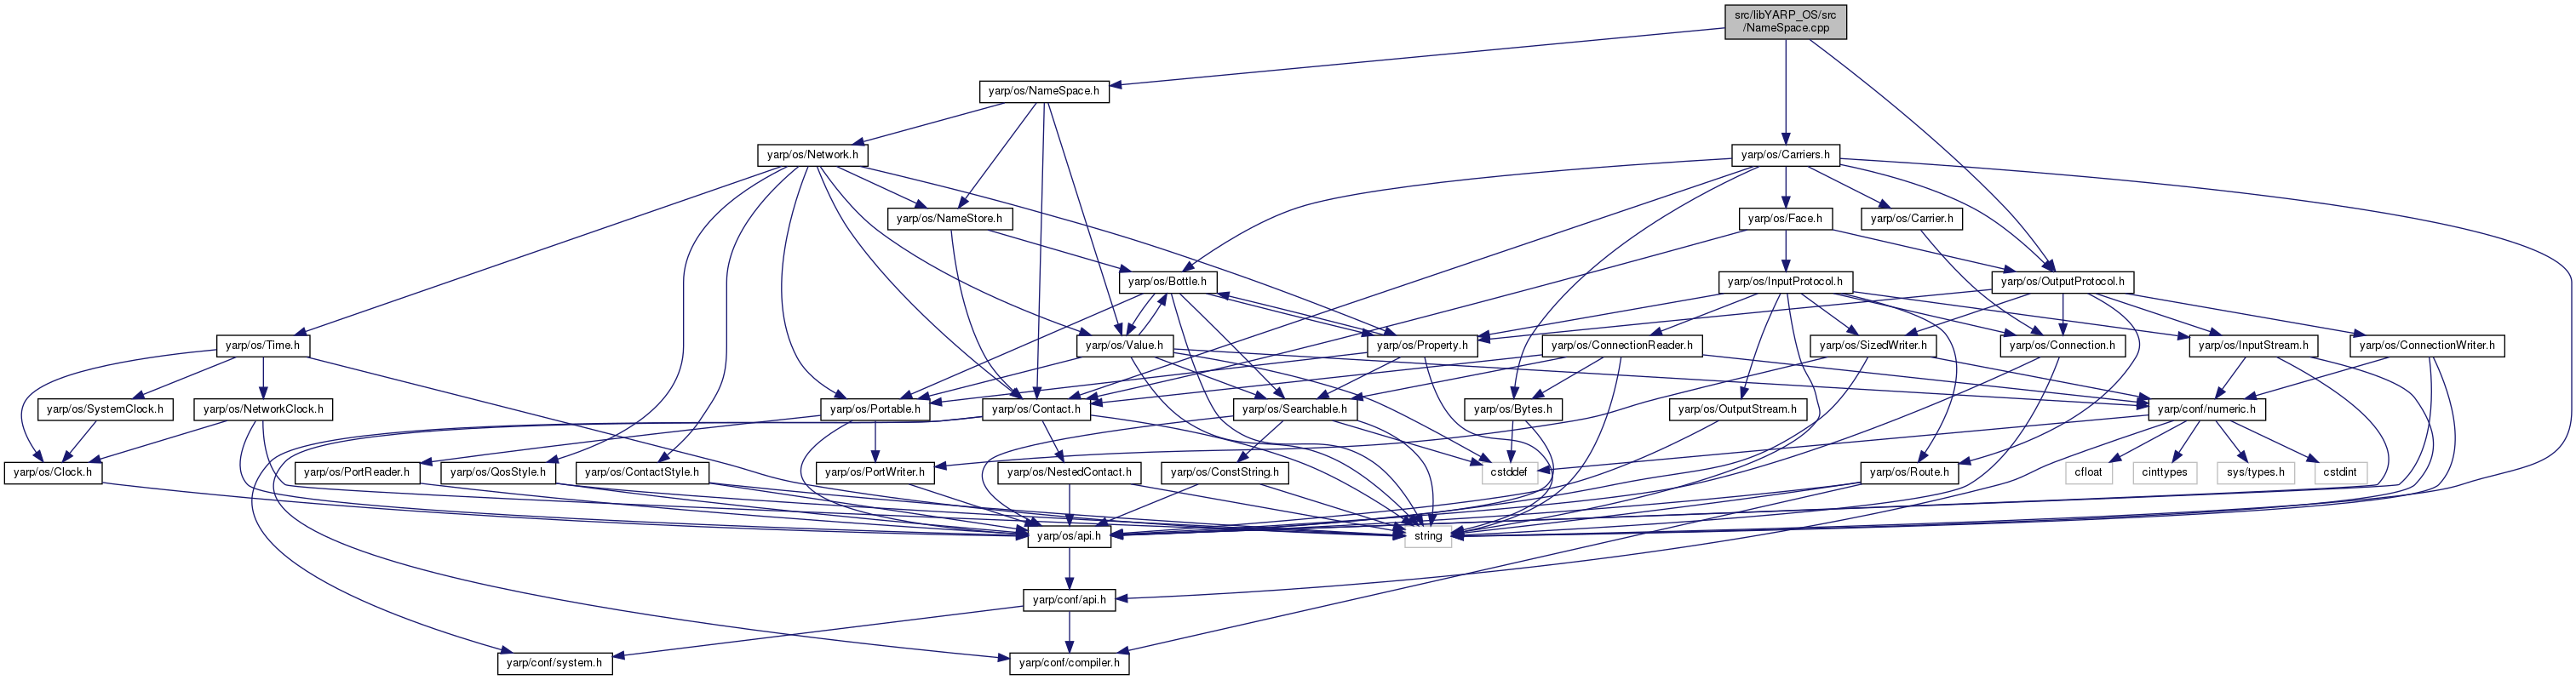 src/libYARP_OS/src
/NameSpace.cpp
yarp/os/NameSpace.h
yarp/os/Network.h
yarp/os/Carriers.h
yarp/os/NameStore.h
yarp/os/Face.h
yarp/os/Carrier.h
yarp/os/Bottle.h
yarp/os/InputProtocol.h
yarp/os/OutputProtocol.h
yarp/os/Time.h
yarp/os/Value.h
yarp/os/Property.h
yarp/os/ConnectionReader.h
yarp/os/SizedWriter.h
yarp/os/Connection.h
yarp/os/InputStream.h
yarp/os/ConnectionWriter.h
yarp/os/SystemClock.h
yarp/os/NetworkClock.h
yarp/os/Portable.h
yarp/os/Contact.h
yarp/os/Searchable.h
yarp/os/Bytes.h
yarp/os/OutputStream.h
yarp/conf/numeric.h
yarp/os/Clock.h
yarp/os/PortReader.h
yarp/os/QosStyle.h
yarp/os/ContactStyle.h
yarp/os/PortWriter.h
yarp/os/NestedContact.h
yarp/os/ConstString.h
cstddef
yarp/os/Route.h
cfloat
cinttypes
sys/types.h
cstdint
yarp/os/api.h
string
yarp/conf/api.h
yarp/conf/system.h
yarp/conf/compiler.h